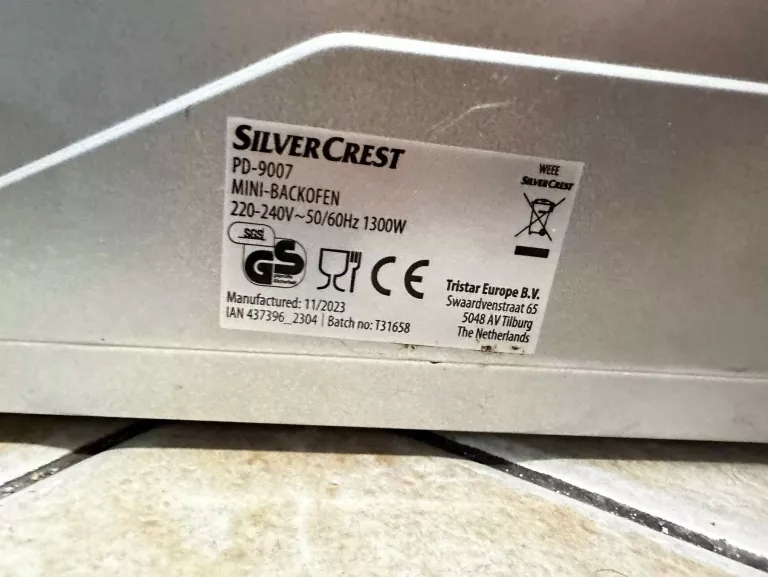 SILVERCREST
PD-9007
MINI-BACKOFEN
220-240V~50/60Hz 1300W
SGS
GS
CE
Manufactured: 11/2023
IAN 437396_2304 | Batch no: T31658
WEEE
SILVERCREST
Tristar Europe B.V.
Swaardvenstraat 65
5048 AV Tilburg
The Netherlands